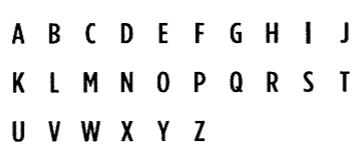 A B C D E F G H I J
K L M N O P Q R S T
U V W X Y Z